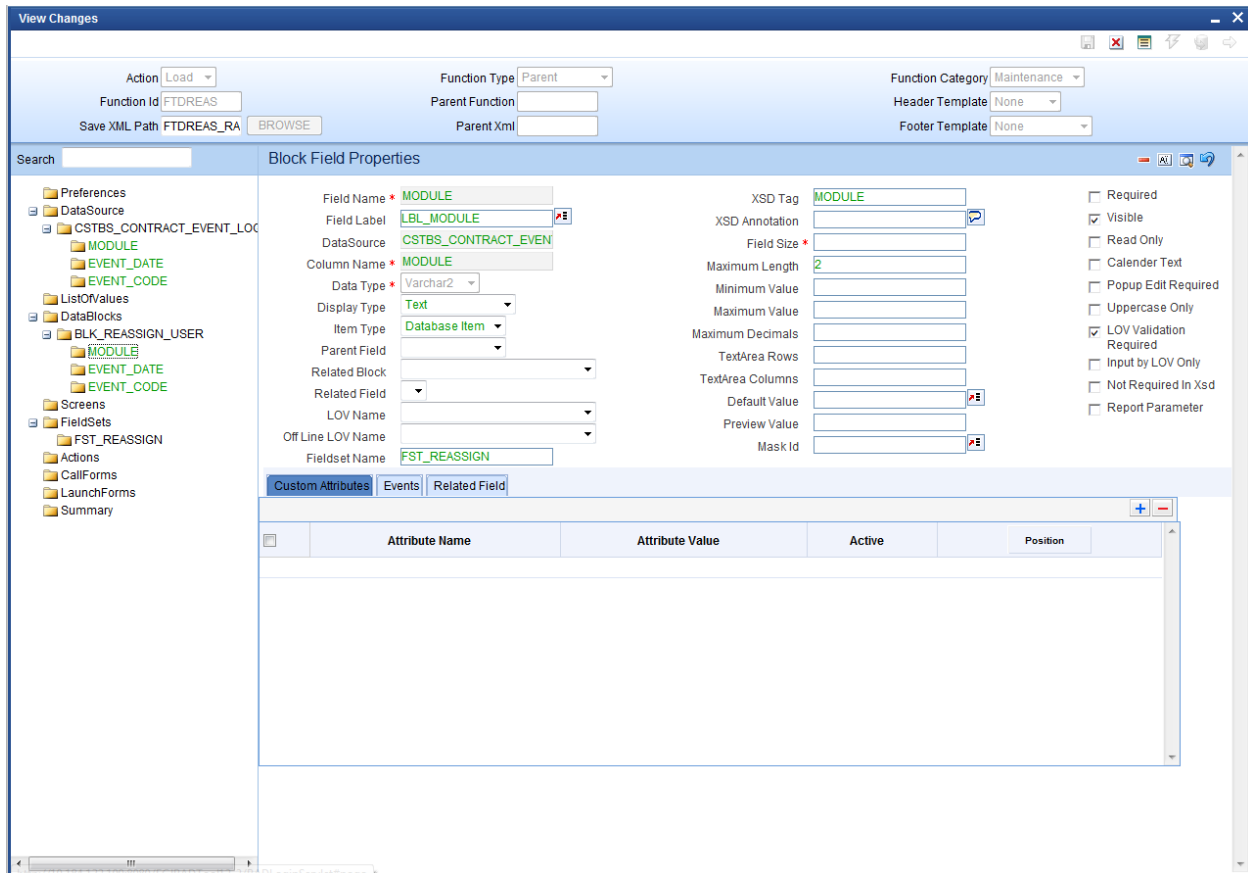 View Changes
Action Load
Function Type Parent
Function Category Maintenance
Function Id FTDREAS
Parent Function
Header Template None
Save XML Path FTDREAS_RA BROWSE
Parent Xml
Footer Template None
Search
Preferences
DataSource
CSTBS_CONTRACT_EVENT_LOG
MODULE
EVENT_DATE
EVENT_CODE
ListOfValues
DataBlocks
BLK_REASSIGN_USER
MODULE
EVENT_DATE
EVENT_CODE
Screens
FieldSets
FST_REASSIGN
Actions
CallForms
LaunchForms
Summary
Block Field Properties
Field Name * MODULE
Field Label LBL_MODULE
DataSource CSTBS_CONTRACT_EVEN
Column Name * MODULE
Data Type * Varchar2
Display Type Text
Item Type Database Item
Parent Field
Related Block
Related Field
LOV Name
Off Line LOV Name
Fieldset Name FST_REASSIGN
XSD Tag MODULE
XSD Annotation
Field Size *
Maximum Length 2
Minimum Value
Maximum Value
Maximum Decimals
TextArea Rows
TextArea Columns
Default Value
Preview Value
Mask Id
Required
Visible
Read Only
Calender Text
Popup Edit Required
Uppercase Only
LOV Validation
Required
Input by LOV Only
Not Required In Xsd
Report Parameter
Custom Attributes Events Related Field
Attribute Name Attribute Value Active Position